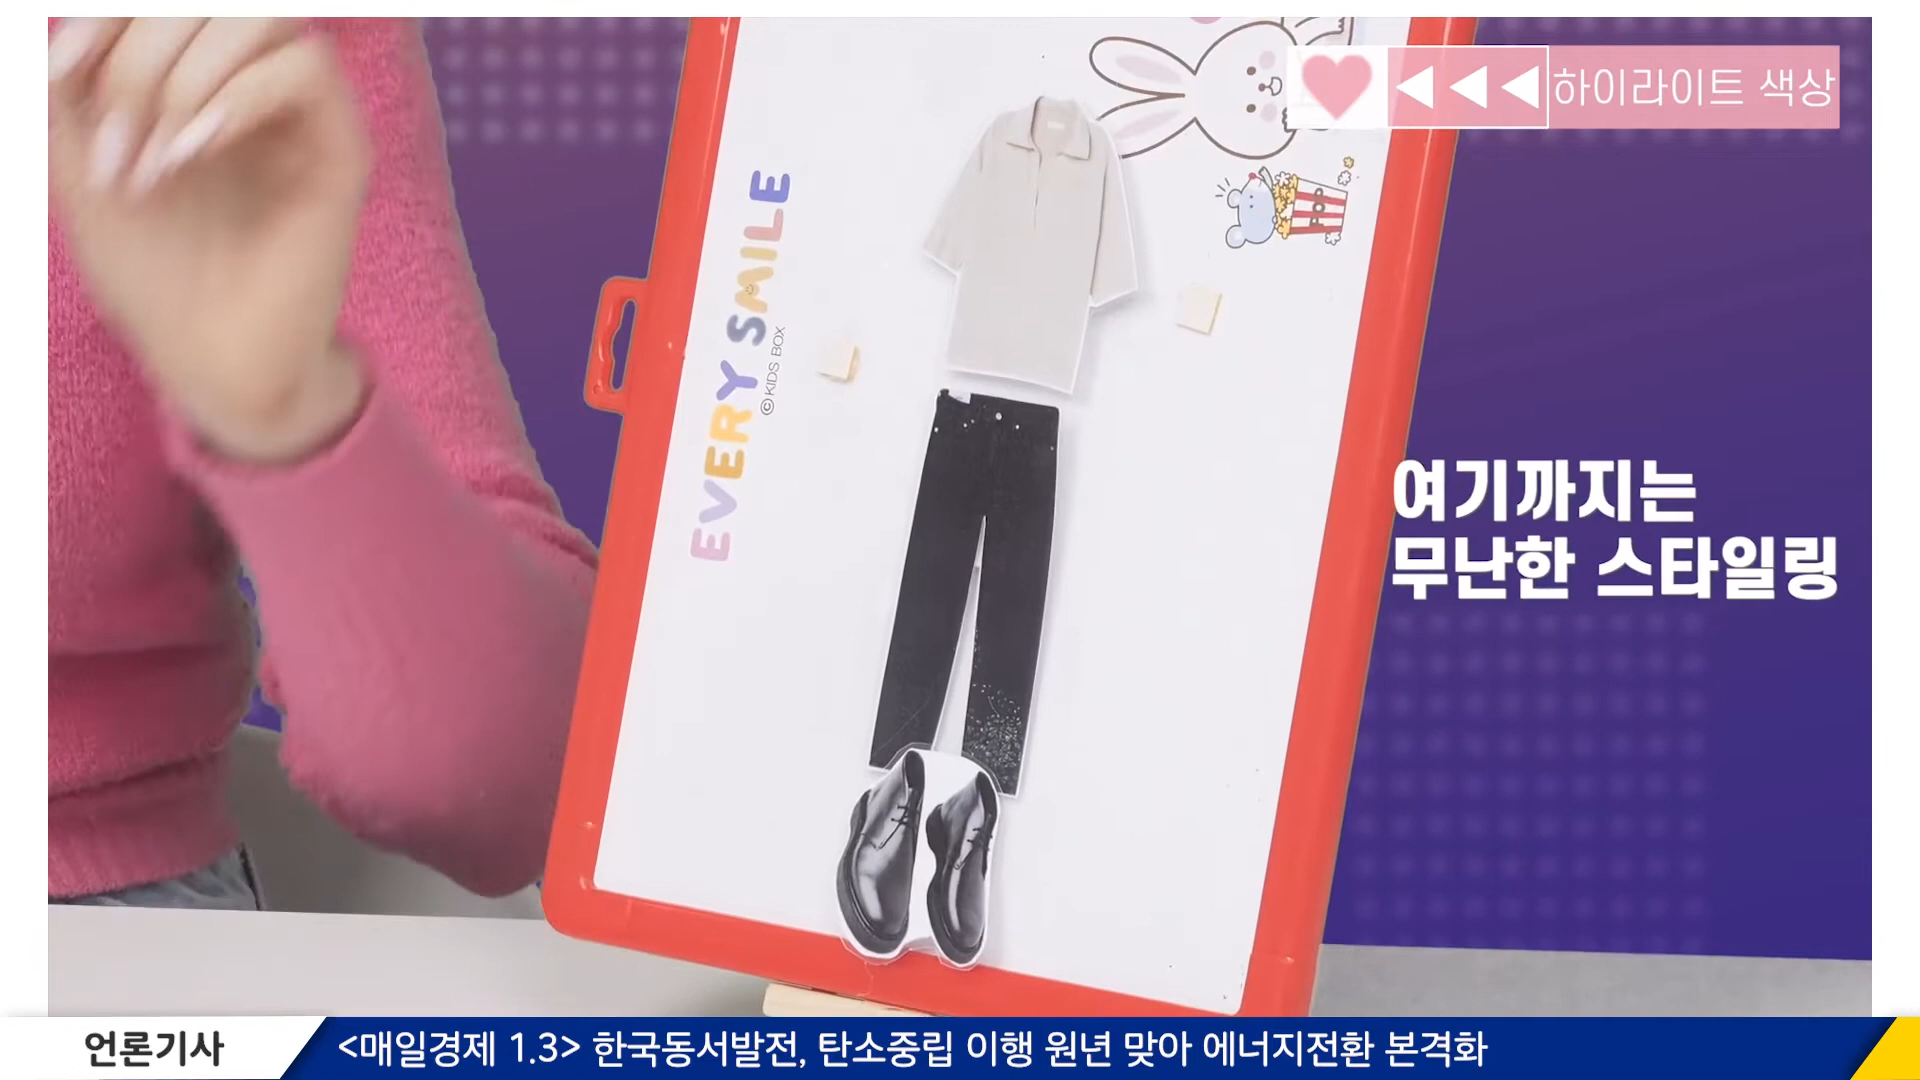 하이라이트 색상
EVERY SMILE
© KIDS BOX
POP
여기까지는
무난한 스타일링
언론기사
<매일경제 1.3> 한국동서발전, 탄소중립 이행 원년 맞아 에너지전환 본격화